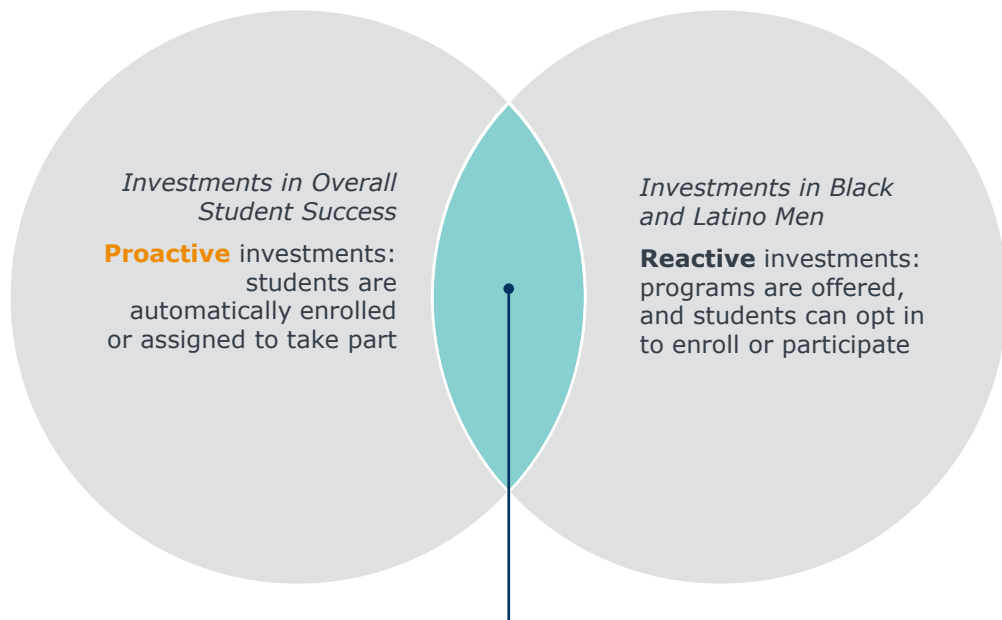 Investments in Overall
Student Success
Proactive investments:
students are
automatically enrolled
or assigned to take part
Investments in Black
and Latino Men
Reactive investments:
programs are offered,
and students can opt in
to enroll or participate